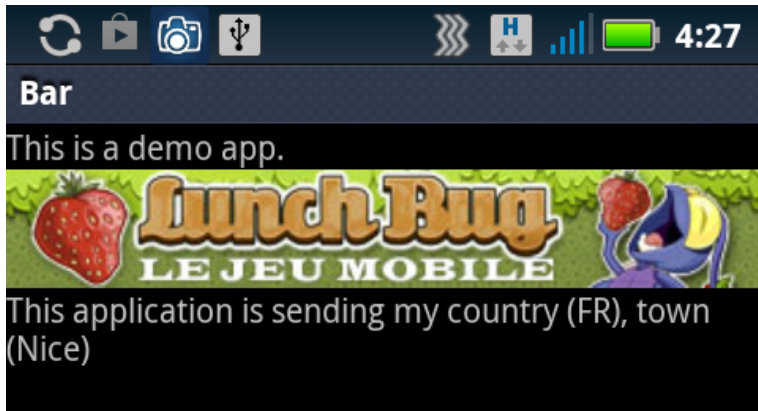 H
4:27
Bar
This is a demo app.
Lunch Bug
LE JEU MOBILE
This application is sending my country (FR), town
(Nice)